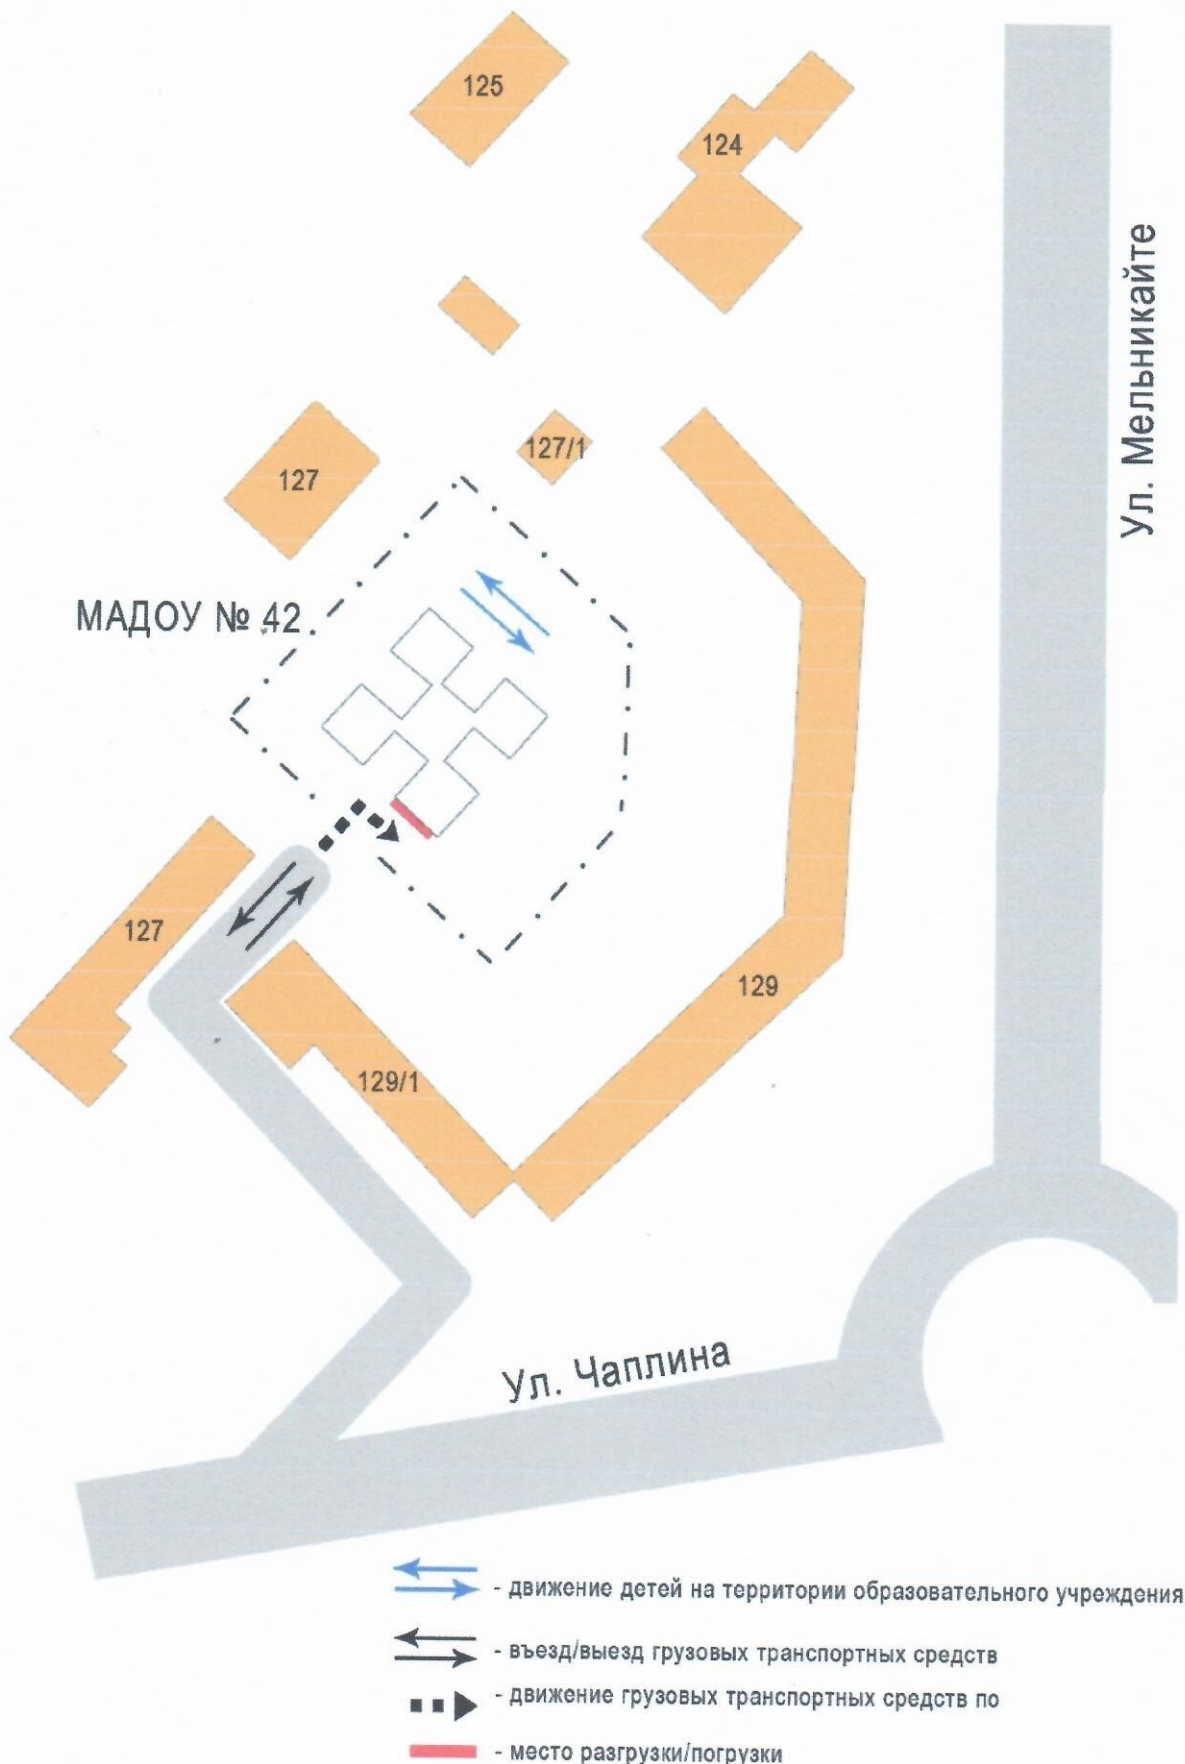 125
124
Ул. Мельникайте
127/1
127
МАДОУ № 42
127
129
129/1
Ул. Чаплина
- движение детей на территории образовательного учреждения
- въезд/выезд грузовых транспортных средств
- движение грузовых транспортных средств по
- место разгрузки/погрузки